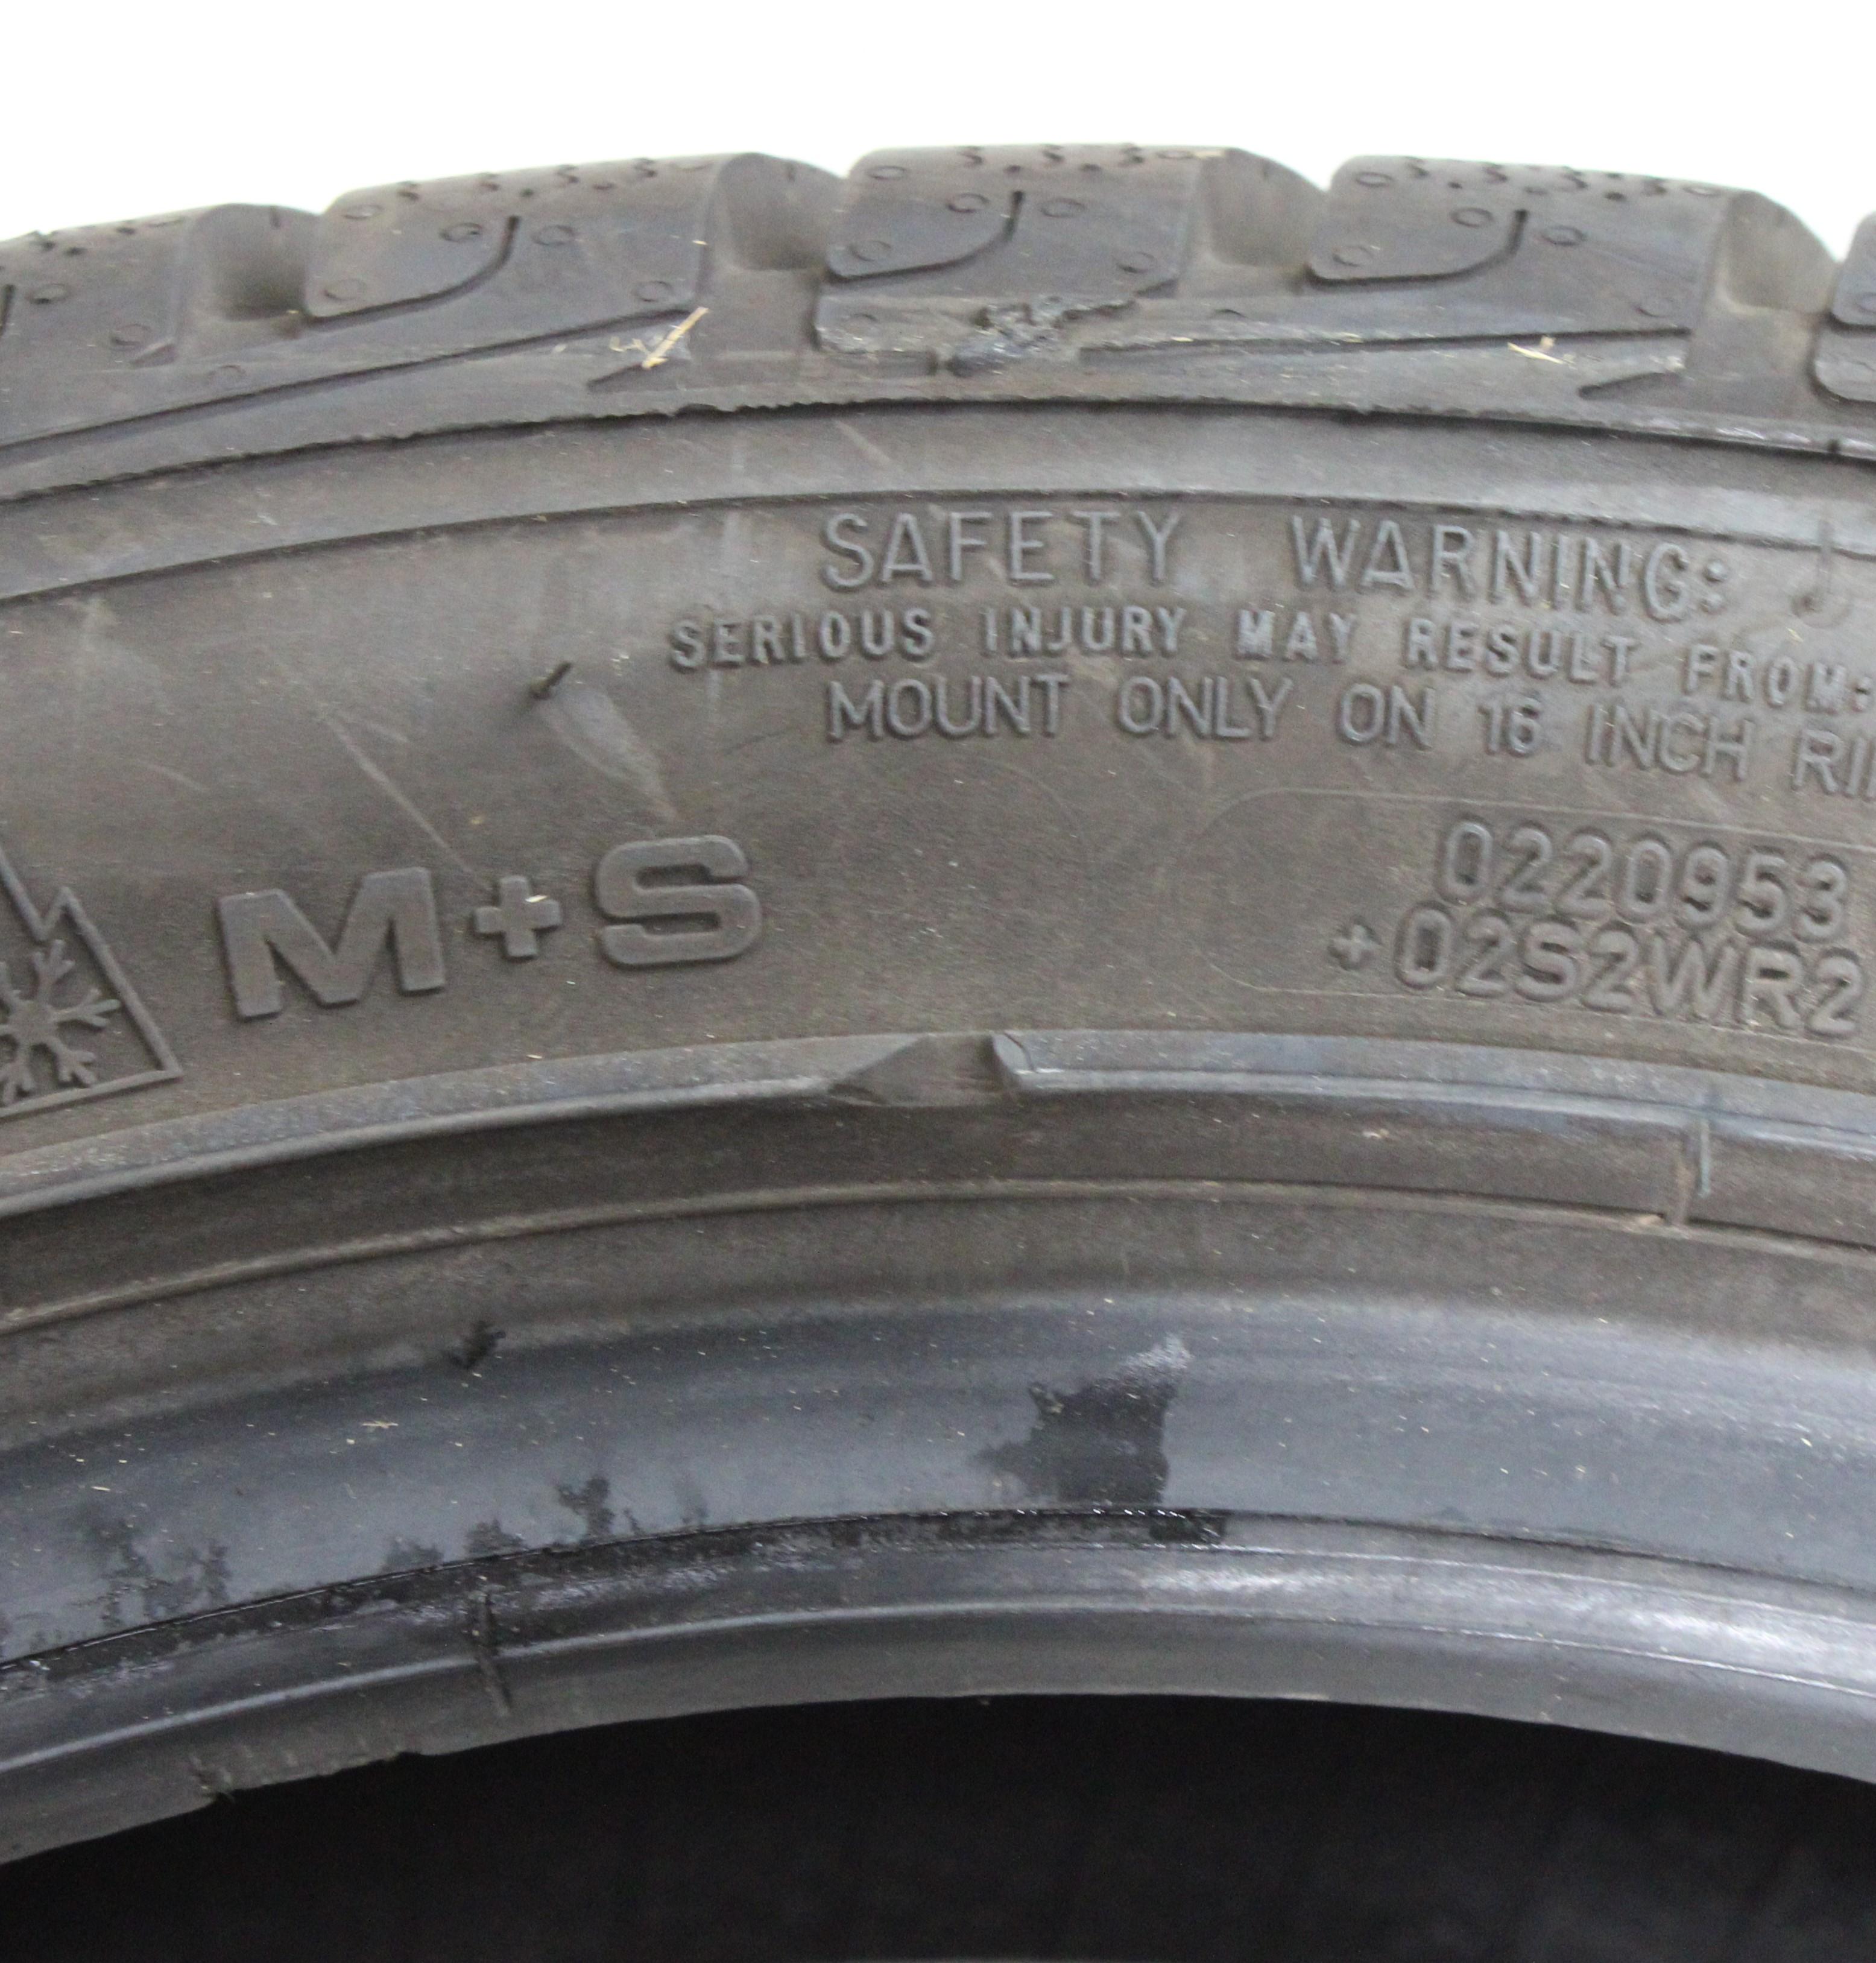 SAFETY WARNING:
SERIOUS INJURY MAY RESULT FROM:
MOUNT ONLY ON 16 INCH
M+S
0220953
+02S2WR2